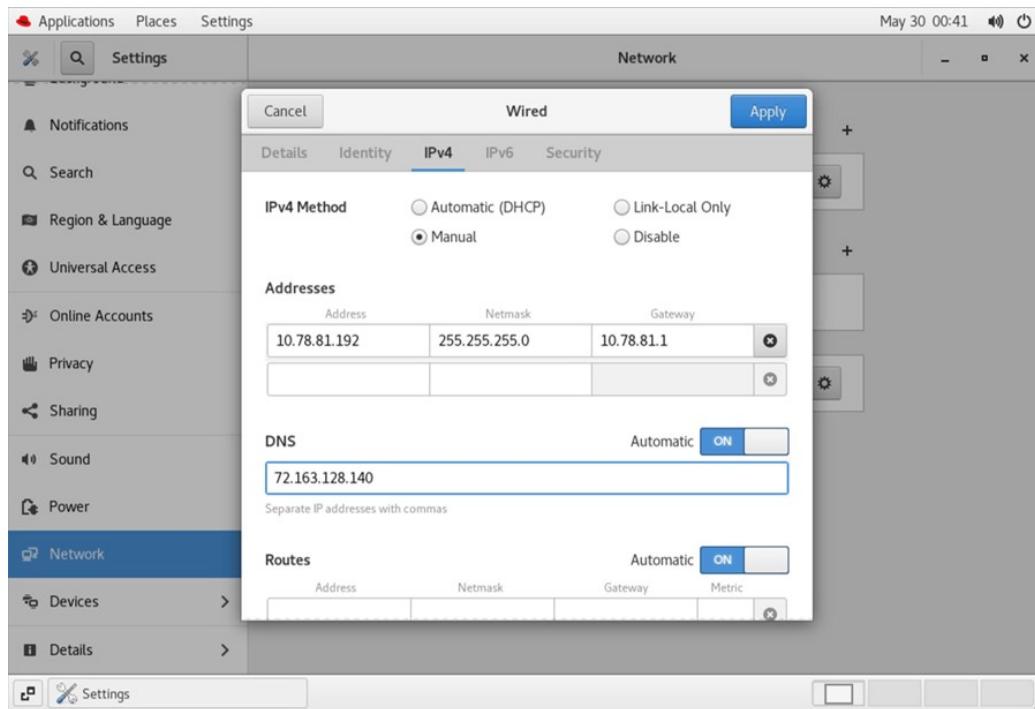 Applications Places Settings May 30 00:41
Settings Network
Notifications
Search
Region & Language
Universal Access
Online Accounts
Privacy
Sharing
Sound
Power
Network
Devices
Details
Cancel Wired Apply
Details Identity IPv4 IPv6 Security
IPv4 Method Automatic (DHCP) Link-Local Only
Manual Disable
Addresses
Address Netmask Gateway
10.78.81.192 255.255.255.0 10.78.81.1
DNS Automatic ON
72.163.128.140
Separate IP addresses with commas
Routes Automatic ON
Address Netmask Gateway Metric
Settings